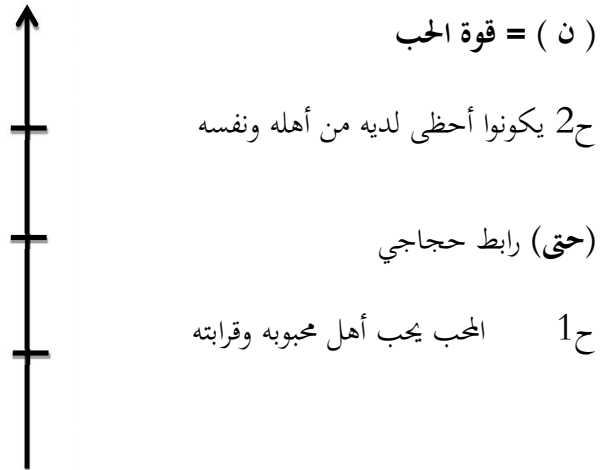 ( ن ) = قوة الحب
ح2 يكونوا أحظى لديه من أهله ونفسه
(حتى) رابط حجاجي
ح1 المحب يحب أهل محبوبه وقرابته